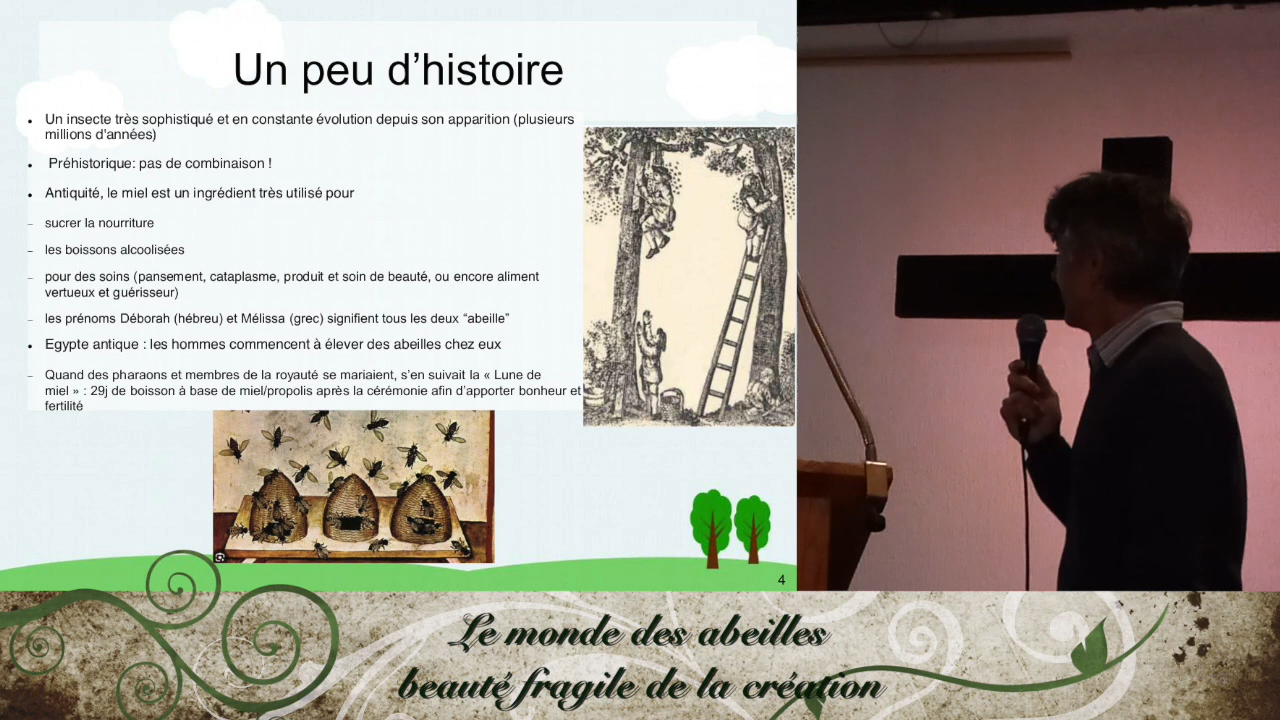 Un peu d’histoire
• Un insecte très sophistiqué et en constante évolution depuis son apparition (plusieurs
millions d'années)
• Préhistorique: pas de combinaison !
• Antiquité, le miel est un ingrédient très utilisé pour
– sucrer la nourriture
– les boissons alcoolisées
– pour des soins (pansement, cataplasme, produit et soin de beauté, ou encore aliment
vertueux et guérisseur)
– les prénoms Déborah (hébreu) et Mélissa (grec) signifient tous les deux “abeille”
• Egypte antique : les hommes commencent à élever des abeilles chez eux
– Quand des pharaons et membres de la royauté se mariaient, s’en suivait la « Lune de
miel » : 29j de boisson à base de miel/propolis après la cérémonie afin d’apporter bonheur et
fertilité
4
Le monde des abeilles
beauté fragile de la création